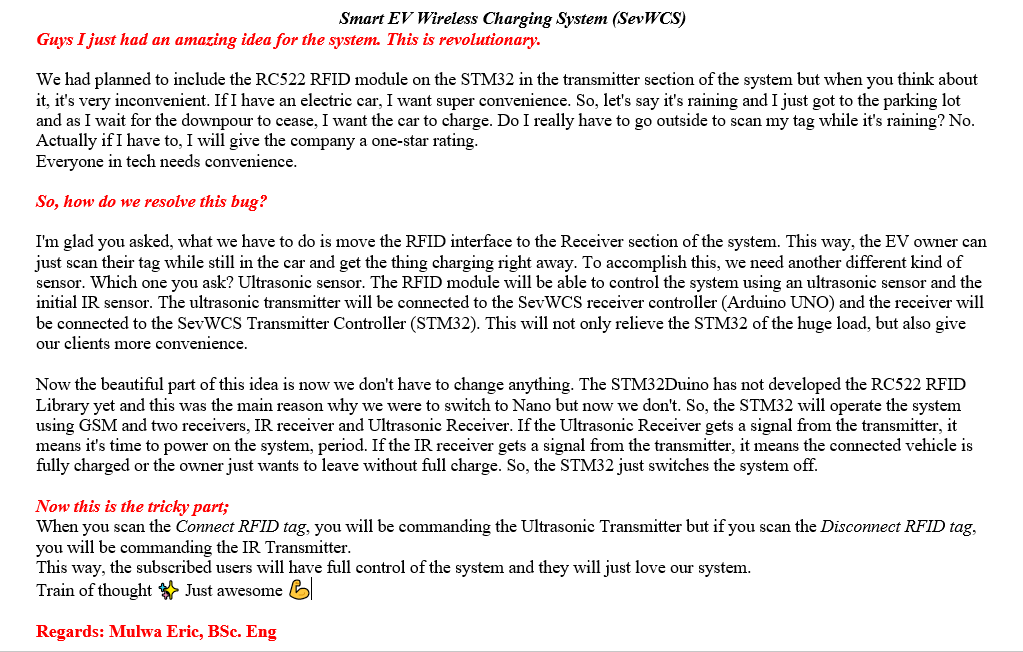 Smart EV Wireless Charging System (SevWCS)
Guys I just had an amazing idea for the system. This is revolutionary.
We had planned to include the RC522 RFID module on the STM32 in the transmitter section of the system but when you think about
it, it's very inconvenient. If I have an electric car, I want super convenience. So, let's say it's raining and I just got to the parking lot
and as I wait for the downpour to cease, I want the car to charge. Do I really have to go outside to scan my tag while it's raining? No.
Actually if I have to, I will give the company a one-star rating.
Everyone in tech needs convenience.
So, how do we resolve this bug?
I'm glad you asked, what we have to do is move the RFID interface to the Receiver section of the system. This way, the EV owner can
just scan their tag while still in the car and get the thing charging right away. To accomplish this, we need another different kind of
sensor. Which one you ask? Ultrasonic sensor. The RFID module will be able to control the system using an ultrasonic sensor and the
initial IR sensor. The ultrasonic transmitter will be connected to the SevWCS receiver controller (Arduino UNO) and the receiver will
be connected to the SevWCS Transmitter Controller (STM32). This will not only relieve the STM32 of the huge load, but also give
our clients more convenience.
Now the beautiful part of this idea is now we don't have to change anything. The STM32Duino has not developed the RC522 RFID
Library yet and this was the main reason why we were to switch to Nano but now we don't. So, the STM32 will operate the system
using GSM and two receivers, IR receiver and Ultrasonic Receiver. If the Ultrasonic Receiver gets a signal from the transmitter, it
means it's time to power on the system, period. If the IR receiver gets a signal from the transmitter, it means the connected vehicle is
fully charged or the owner just wants to leave without full charge. So, the STM32 just switches the system off.
Now this is the tricky part;
When you scan the Connect RFID tag, you will be commanding the Ultrasonic Transmitter but if you scan the Disconnect RFID tag,
you will be commanding the IR Transmitter.
This way, the subscribed users will have full control of the system and they will just love our system.
Train of thought ✨ Just awesome 💪
Regards: Mulwa Eric, BSc. Eng